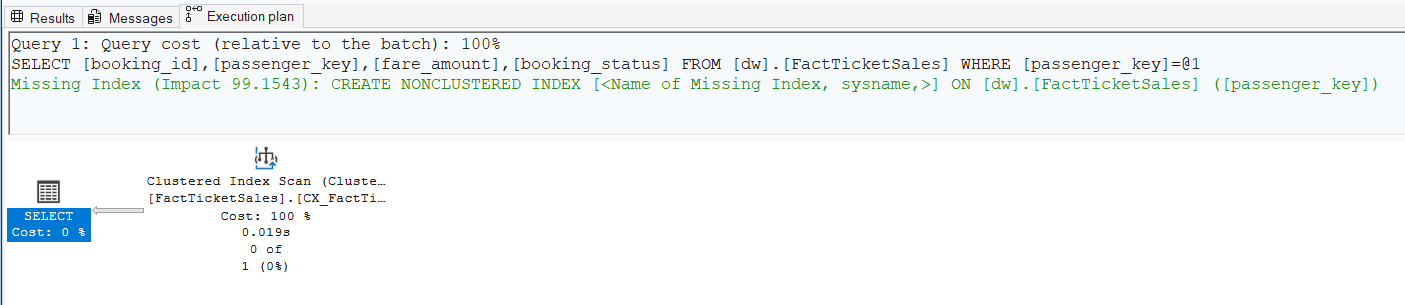 Results Messages Execution plan
Query 1: Query cost (relative to the batch): 100%
SELECT [booking_id],[passenger_key],[fare_amount],[booking_status] FROM [dw].[FactTicketSales] WHERE [passenger_key]=@1
Missing Index (Impact 99.1543): CREATE NONCLUSTERED INDEX [<Name of Missing Index, sysname,>] ON [dw].[FactTicketSales] ([passenger_key])
SELECT
Cost: 0 %
Clustered Index Scan (Cluste…
[FactTicketSales].[CX_FactTi…
Cost: 100 %
0.019s
0 of
1 (0%)